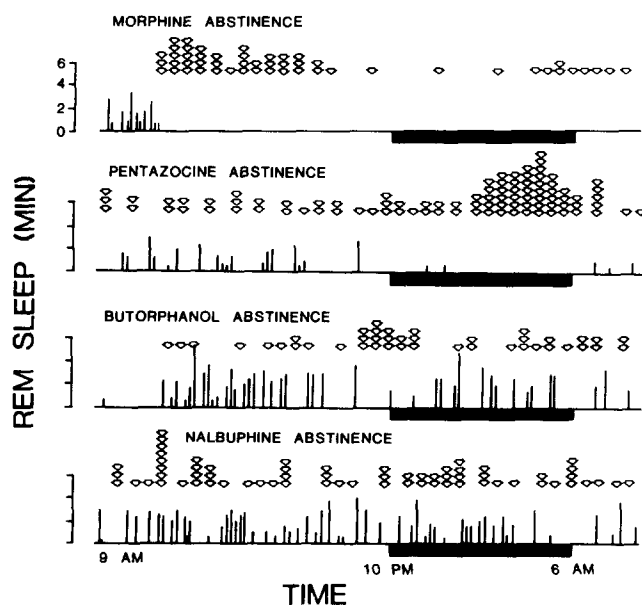 MORPHINE ABSTINENCE
6
4
2
0
PENTAZOCINE ABSTINENCE
BUTORPHANOL ABSTINENCE
NALBUPHINE ABSTINENCE
REM SLEEP (MIN)
9 AM
10 PM
6 AM
TIME